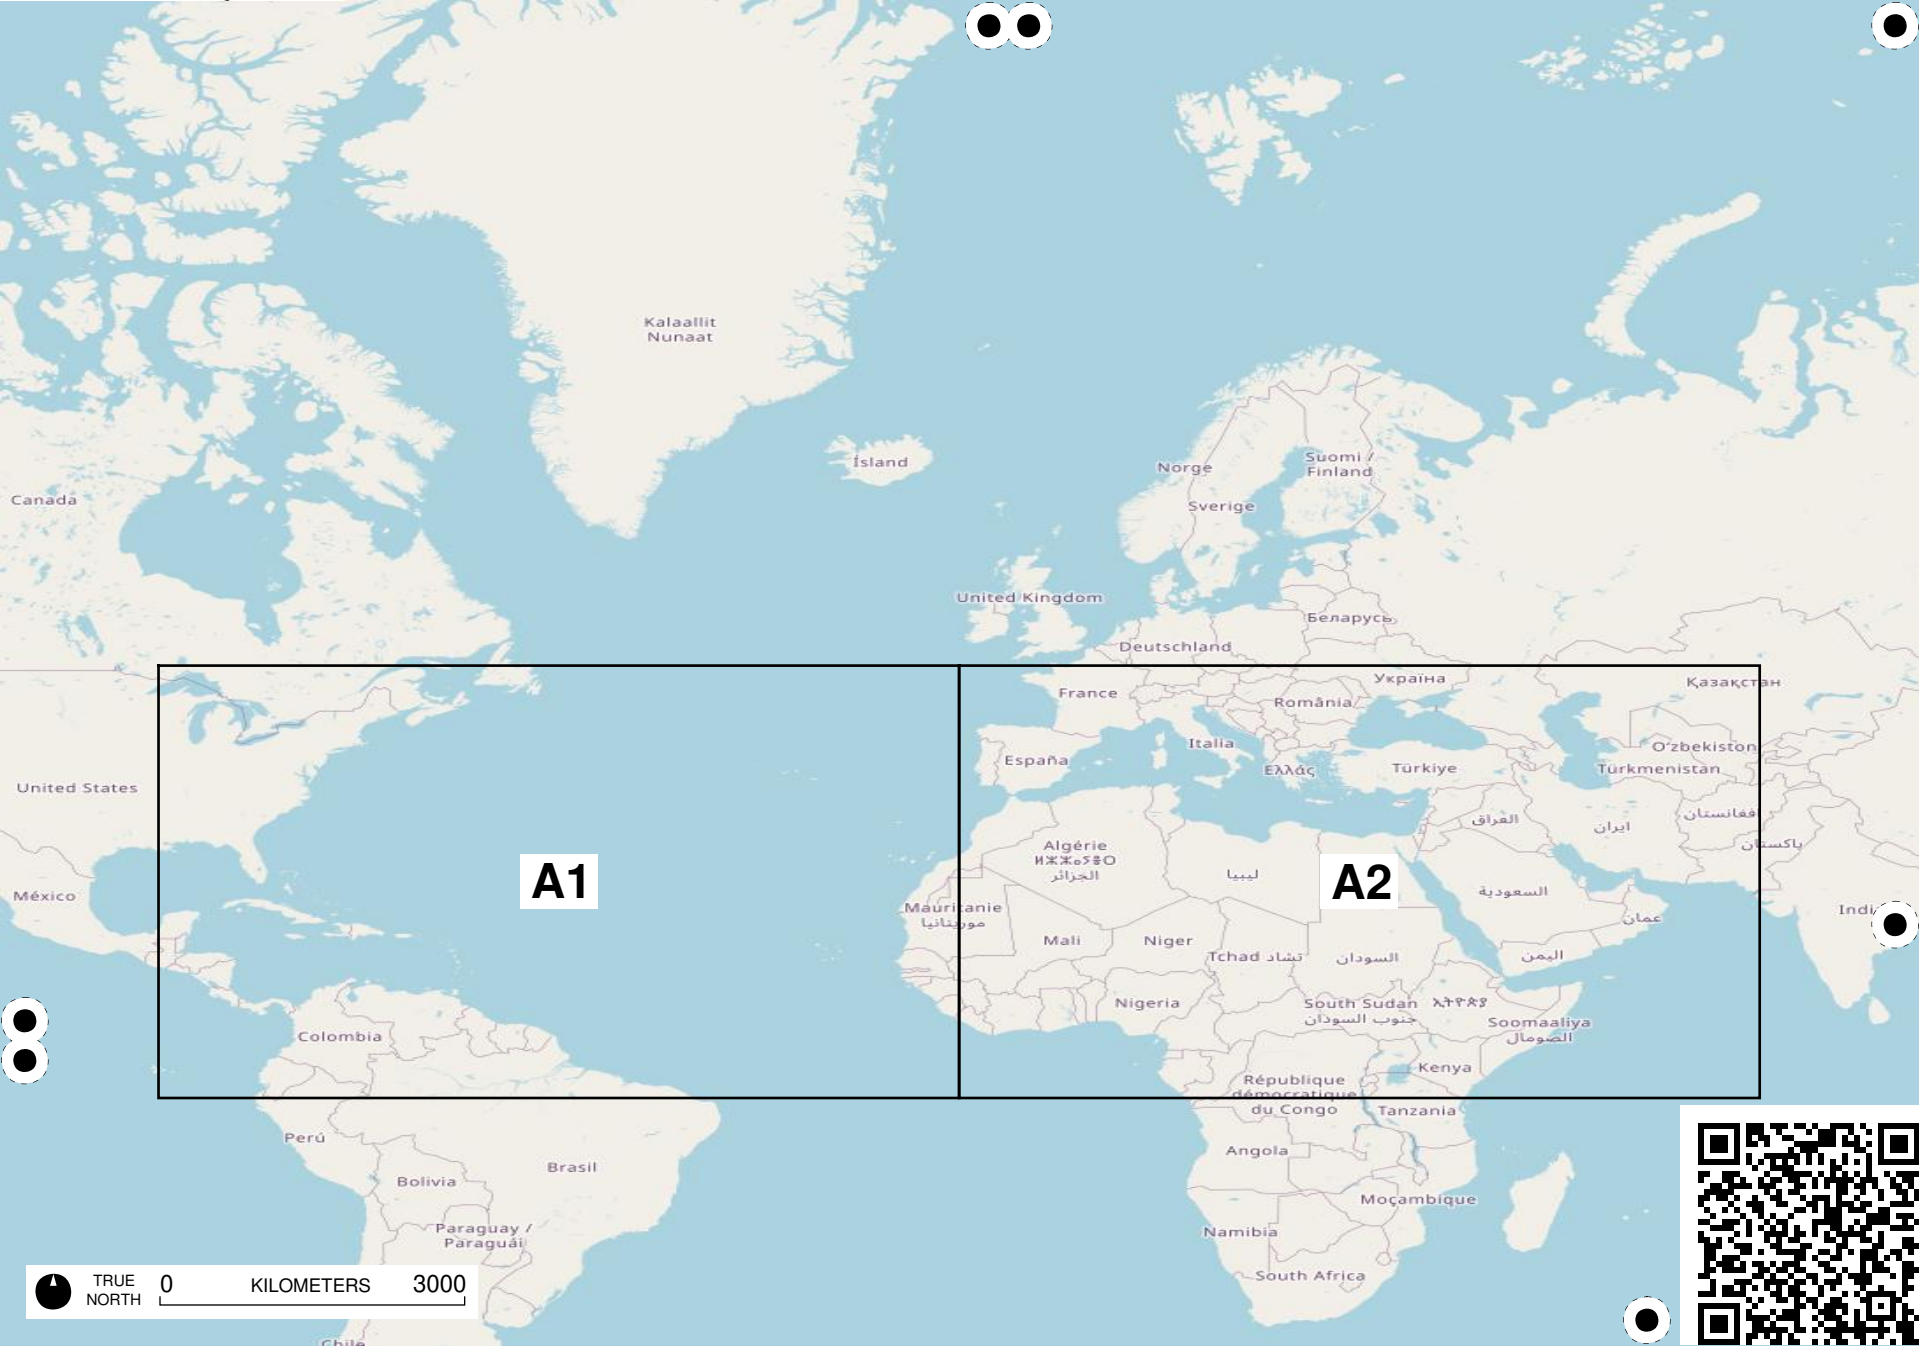 Kalaallit
Nunaat
Ísland
Norge
Suomi /
Finland
Canada
Sverige
United Kingdom
Беларусь
Deutschland
Україна
Қазақстан
France
România
Italia
O'zbekiston
España
Ελλάς
Türkiye
Türkmenistan
United States
افغانستان
العراق
ايران
Algérie
ⵍⵣⵣⴰⵢⴻⵔ
الجزائر
پاکستان
ليبيا
A1
A2
السعودية
México
Mauritanie
موريتانيا
Indi
عمان
Mali
Niger
Tchad تشاد
السودان
اليمن
Nigeria
South Sudan
جنوب السودان
ኢትዮጵያ
Soomaaliya
الصومال
Colombia
Kenya
République
démocratique
du Congo
Tanzania
Perú
Angola
Brasil
Bolivia
Moçambique
Paraguay /
Paraguái
Namibia
South Africa
TRUE
NORTH
0 KILOMETERS 3000
Chile